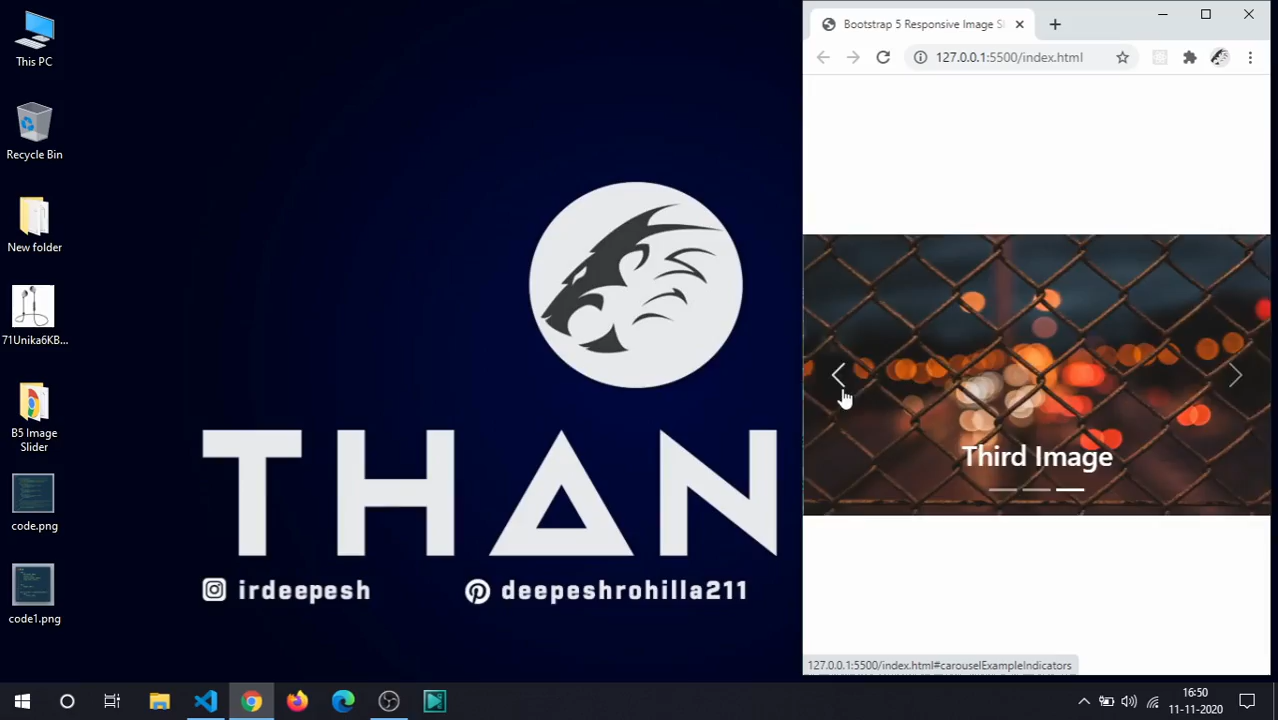 This PC
Recycle Bin
New folder
71Unika6KB...
B5 Image
Slider
code.png
code1.png
THAN
irdeepesh
deepeshrohilla211
Bootstrap 5 Responsive Image S
127.0.0.1:5500/index.html
Third Image
127.0.0.1:5500/index.html#carouselExampleIndicators
16:50
11-11-2020